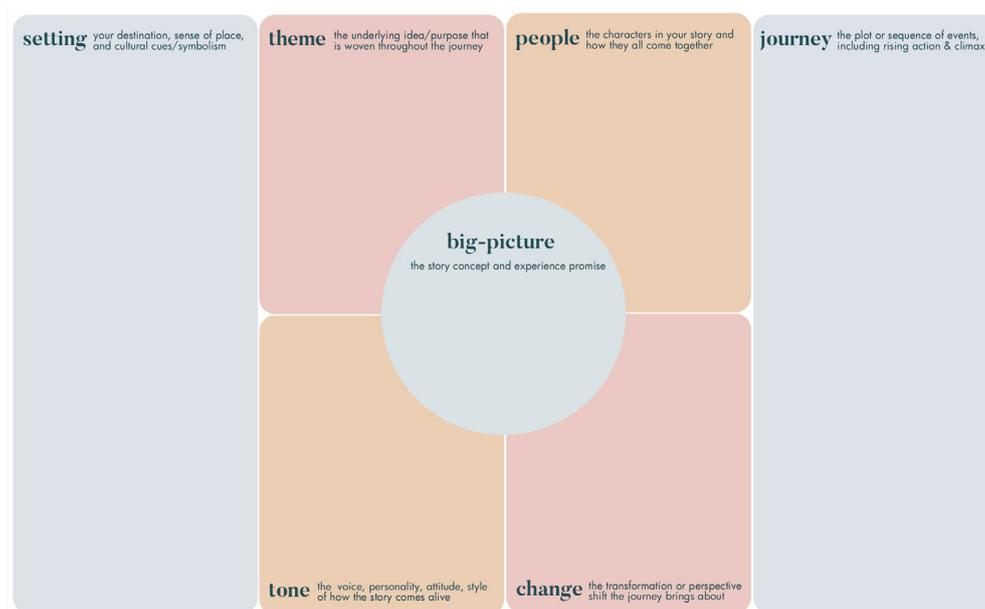 setting your destination, sense of place,
and cultural cues/symbolism
theme the underlying idea/purpose that
is woven throughout the journey
people the characters in your story and
how they all come together
journey the plot or sequence of events,
including rising action & climax
big-picture
the story concept and experience promise
tone the voice, personality, attitude, style
of how the story comes alive
change the transformation or perspective
shift the journey brings about